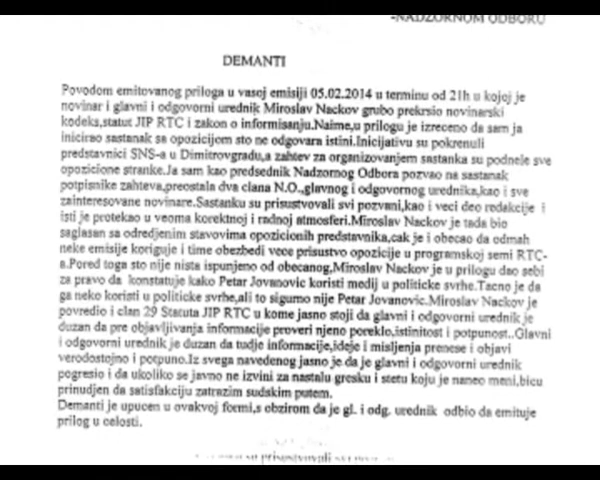 -NADZORNOM ODBORU
DEMANTI
Povodom emitovanog priloga u vasoj emisiji 05.02.2014 u terminu od 21h u kojoj je
novinar i glavni i odgovorni urednik Miroslav Nackov grubo prekrsio novinarski
kodeks,statut JIP RTC i zakon o informisanju.Naime,u prilogu je izreceno da sam ja
inicirao sastanak sa opozicijem sto ne odgovara istini.Inicijativu su pokrenuli
predstavnici SNS-a u Dimitrovgradu,a zahtev za organizovanjem sastanka su podnele sve
opozicione stranke.Ja sam kao predsednik Nadzornog Odbora pozvao na sastanak
potpisnike zahteva,preostala dva clana N.O.,glavnog i odgovornog urednika,kao i sve
zainteresovane novinare.Sastanku su prisustvovali svi pozvani,kao i veci deo redakcije i
isti je protekao u veoma korektnoj i radnoj atmosferi.Miroslav Nackov je tada bio
saglasan sa odredjenim stavovima opozicionih predstavnika,cak je i obecao da odmah
neke emisije koriguje i time obezbedi vece prisustvo opozicije u programskoj semi RTC-
a.Pored toga sto nije nista ispunjeno od obecanog,Miroslav Nackov je u prilogu dao sebi
za pravo da konstatuje kako Petar Jovanovic koristi medij u politicke svrhe.Tacno je da
ga neko koristi u politicke svrhe,ali to sigurno nije Petar Jovanovic.Miroslav Nackov je
povredio i clan 29 Statuta JIP RTC u kome jasno stoji da glavni i odgovorni urednik je
duzan da pre objavljivanja informacije proveri njeno poreklo,istinitost i potpunost..Glavni
i odgovorni urednik je duzan da tudje informacije,ideje i misljenja prenese i objavi
verodostojno i potpuno.Iz svega navedenog jasno je da je glavni i odgovorni urednik
pogresio i da ukoliko se javno ne izvini za nastalu gresku i stetu koju je naneo meni,bicu
prinudjen da satisfakciju zatrazim sudskim putem.
Demanti je upucen u ovakvoj formi,s obzirom da je gl. i odg. urednik odbio da emituje
prilog u celosti.
su prisustvovali svi